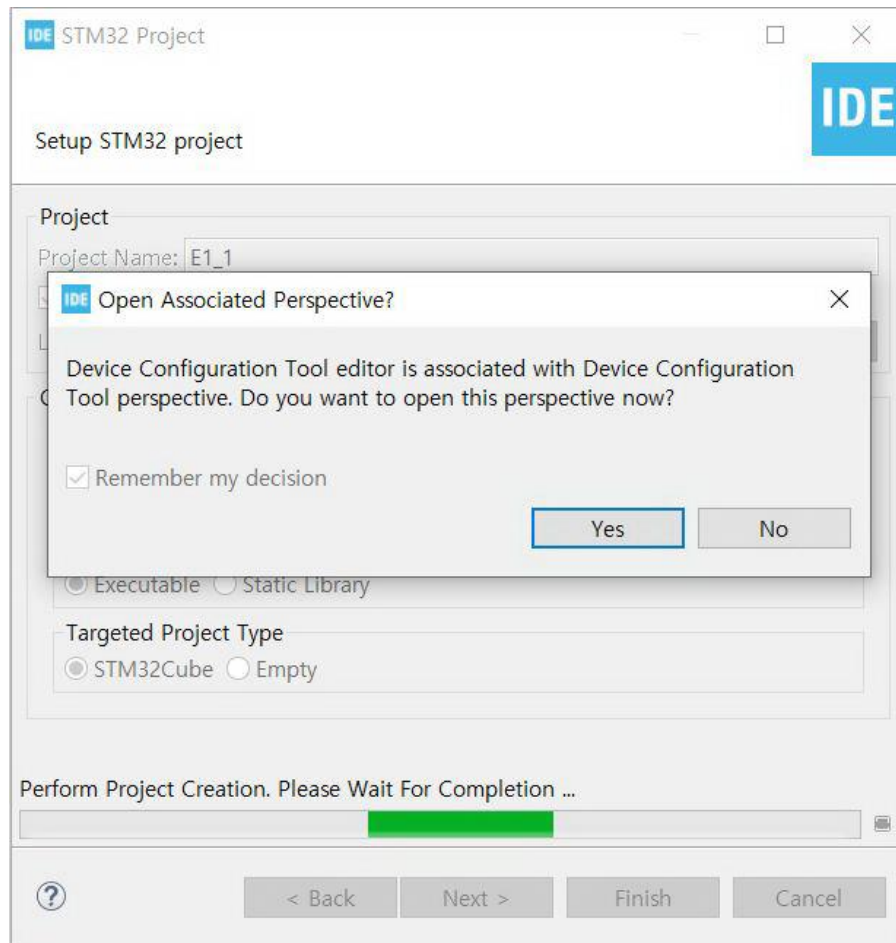 IDE STM32 Project
IDE
Setup STM32 project
Project
Project Name: E1_1
IDE Open Associated Perspective?
Device Configuration Tool editor is associated with Device Configuration
Tool perspective. Do you want to open this perspective now?
Remember my decision
Yes No
Executable Static Library
Targeted Project Type
STM32Cube Empty
Perform Project Creation. Please Wait For Completion ...
? < Back Next > Finish Cancel